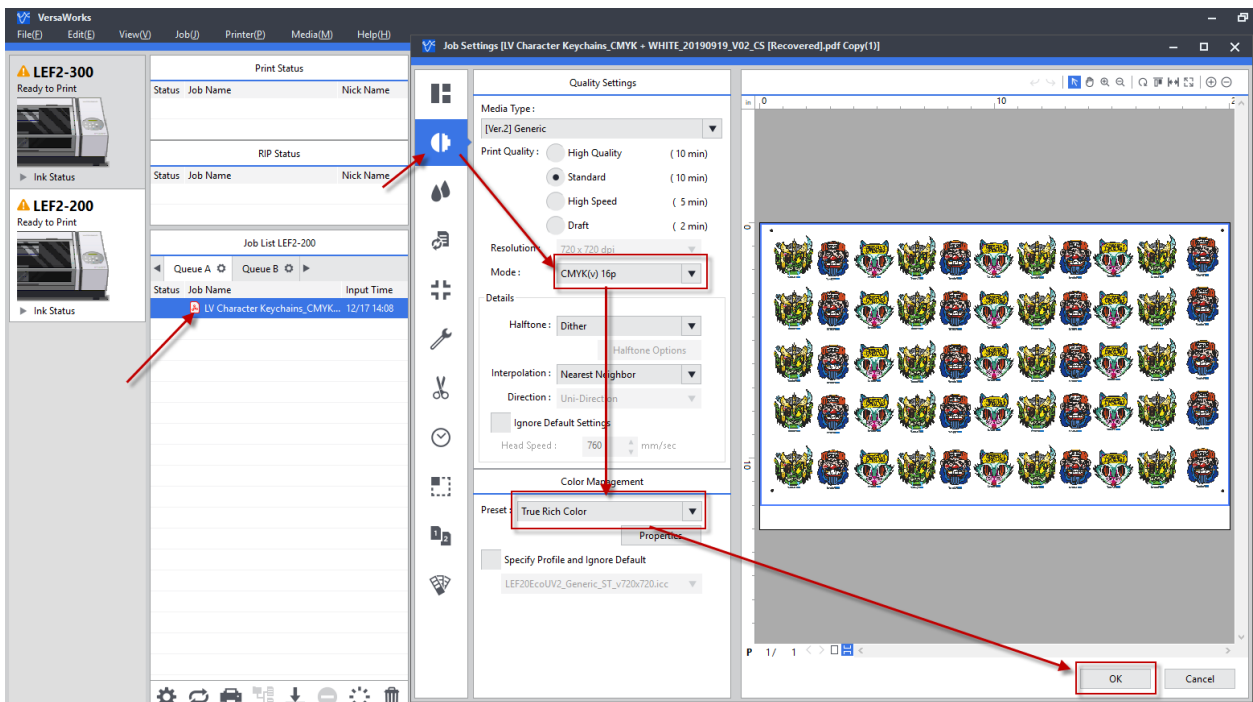 VersaWorks
File(F) Edit(E) View(V) Job(J) Printer(P) Media(M) Help(H)
LEF2-300
Ready to Print
Ink Status
LEF2-200
Ready to Print
Ink Status
Print Status
Status Job Name Nick Name
RIP Status
Status Job Name Nick Name
Job List LEF2-200
Queue A Queue B
Status Job Name Input Time
LV Character Keychains_CMYK... 12/17 14:08
Job Settings [LV Character Keychains_CMYK + WHITE_20190919_V02_CS [Recovered].pdf Copy(1)]
Quality Settings
Media Type :
[Ver.2] Generic
Print Quality : High Quality ( 10 min)
Standard ( 10 min)
High Speed ( 5 min)
Draft ( 2 min)
Resolution : 720 x 720 dpi
Mode : CMYK(v) 16p
Details
Halftone : Dither
Halftone Options
Interpolation : Nearest Neighbor
Direction : Uni-Direction
Ignore Default Settings
Head Speed : 760 mm/sec
Color Management
Preset : True Rich Color
Properties
Specify Profile and Ignore Default
LEF20EcoUV2_Generic_ST_v720x720.icc
in 0 10
0
10
P 1/ 1
OK Cancel